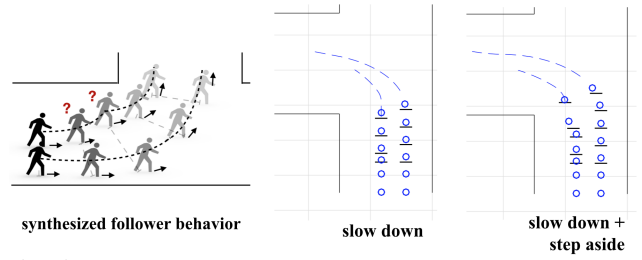 ? ?
synthesized follower behavior
slow down
slow down +
step aside